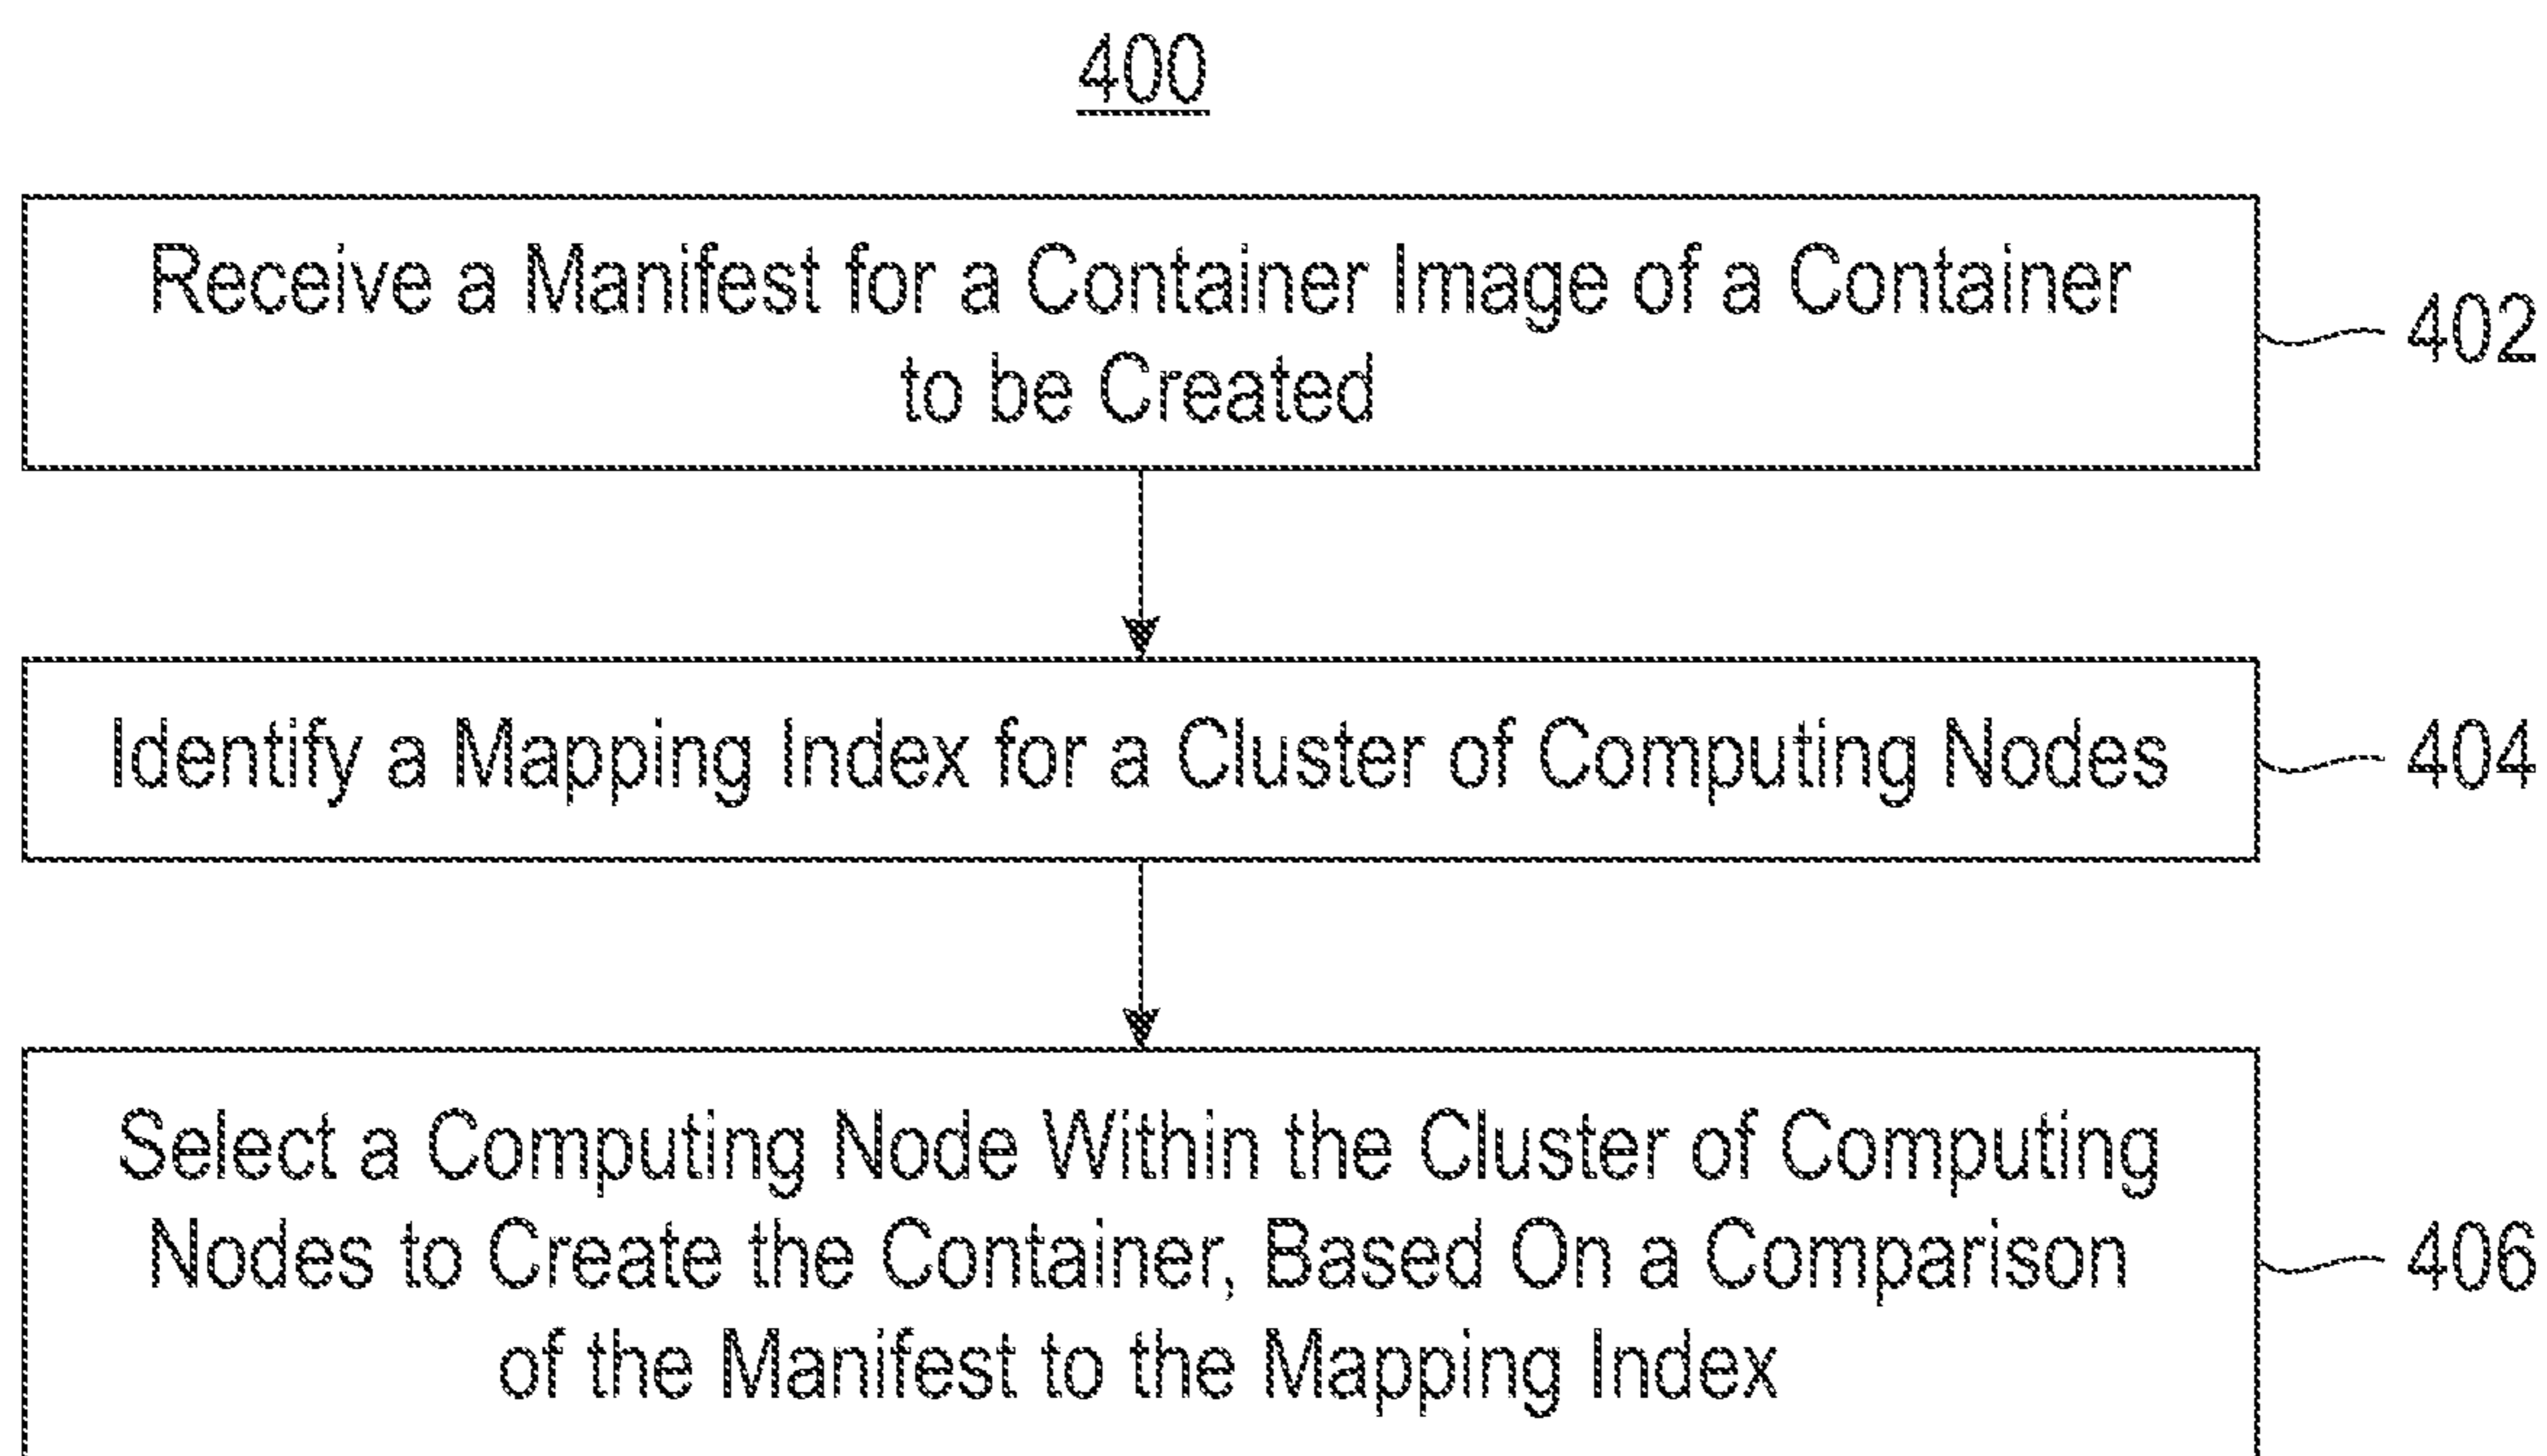 400
Receive a Manifest for a Container Image of a Container
to be Created
402
Identify a Mapping Index for a Cluster of Computing Nodes
404
Select a Computing Node Within the Cluster of Computing
Nodes to Create the Container, Based On a Comparison
of the Manifest to the Mapping Index
406